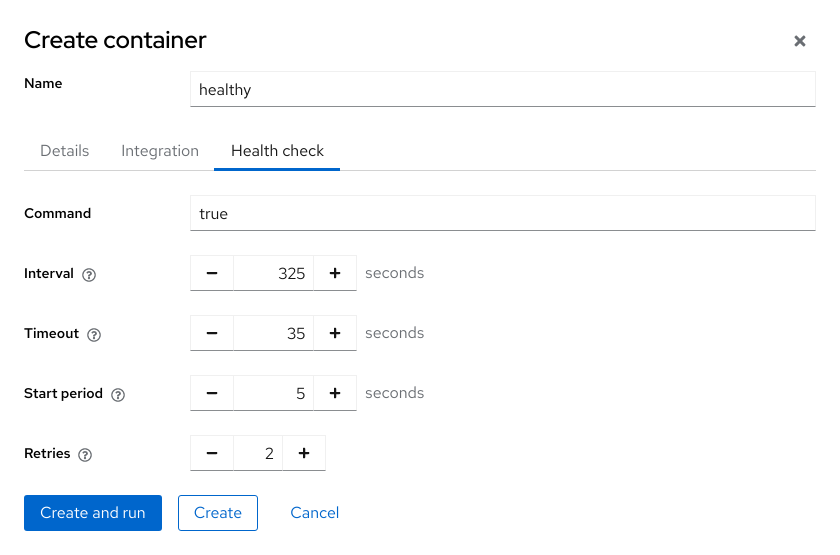 Create container
Name
healthy
Details Integration Health check
Command
true
Interval 325 seconds
Timeout 35 seconds
Start period 5 seconds
Retries 2
Create and run Create Cancel